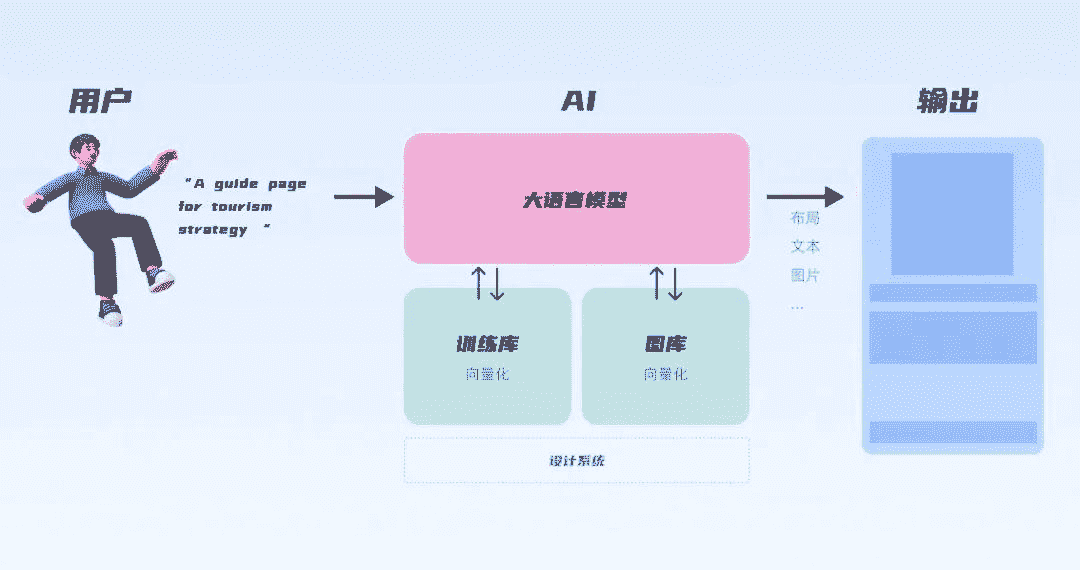 用户
AI
输出
“A guide page
for tourism
strategy “
大语言模型
布局
文本
图片
...
训练库
向量化
图库
向量化
设计系统